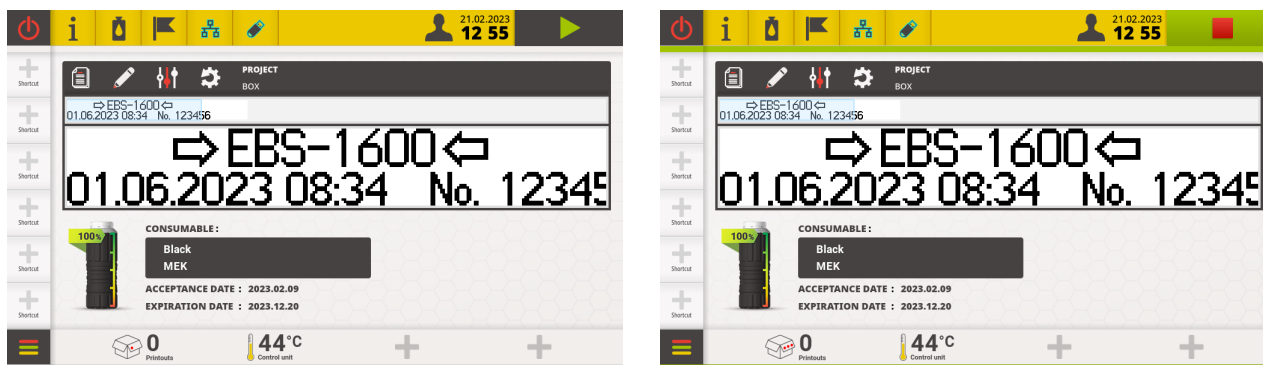 21.02.2023
12 55
Shortcut
Shortcut
Shortcut
Shortcut
Shortcut
Shortcut
PROJECT
BOX
⇨EBS-1600⇦
01.06.2023 08:34 No. 123456
⇨EBS-1600⇦
01.06.2023 08:34 No. 12345
100%
CONSUMABLE:
Black
MEK
ACCEPTANCE DATE : 2023.02.09
EXPIRATION DATE : 2023.12.20
0
Printouts
44°C
Control unit
21.02.2023
12 55
Shortcut
Shortcut
Shortcut
Shortcut
Shortcut
Shortcut
PROJECT
BOX
⇨EBS-1600⇦
01.06.2023 08:34 No. 123456
⇨EBS-1600⇦
01.06.2023 08:34 No. 12345
100%
CONSUMABLE:
Black
MEK
ACCEPTANCE DATE : 2023.02.09
EXPIRATION DATE : 2023.12.20
0
Printouts
44°C
Control unit